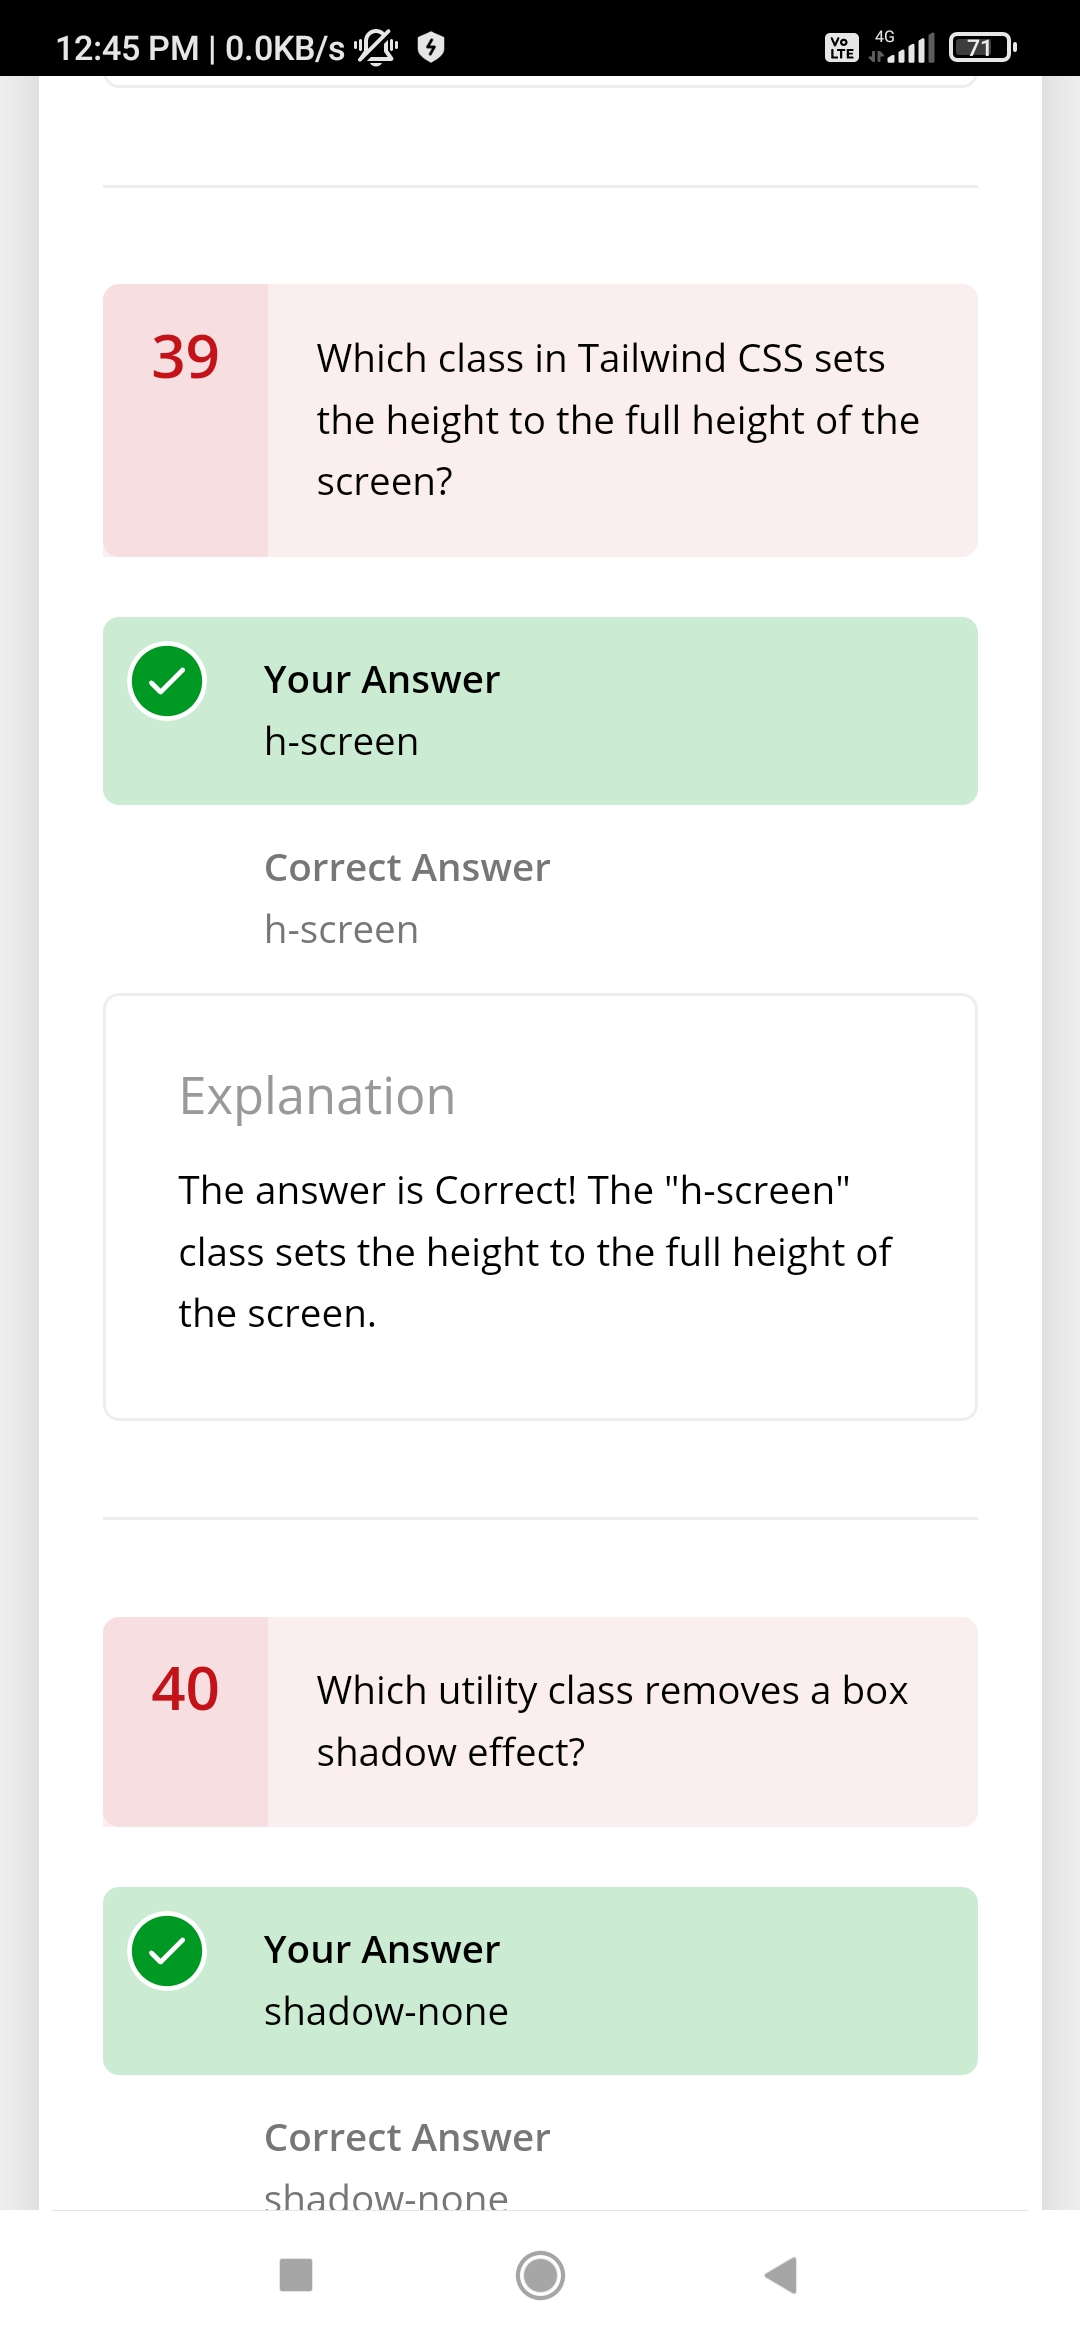 12:45 PM | 0.0KB/s
Vo LTE 4G 71
39
Which class in Tailwind CSS sets
the height to the full height of the
screen?
Your Answer
h-screen
Correct Answer
h-screen
Explanation
The answer is Correct! The "h-screen"
class sets the height to the full height of
the screen.
40
Which utility class removes a box
shadow effect?
Your Answer
shadow-none
Correct Answer
shadow-none